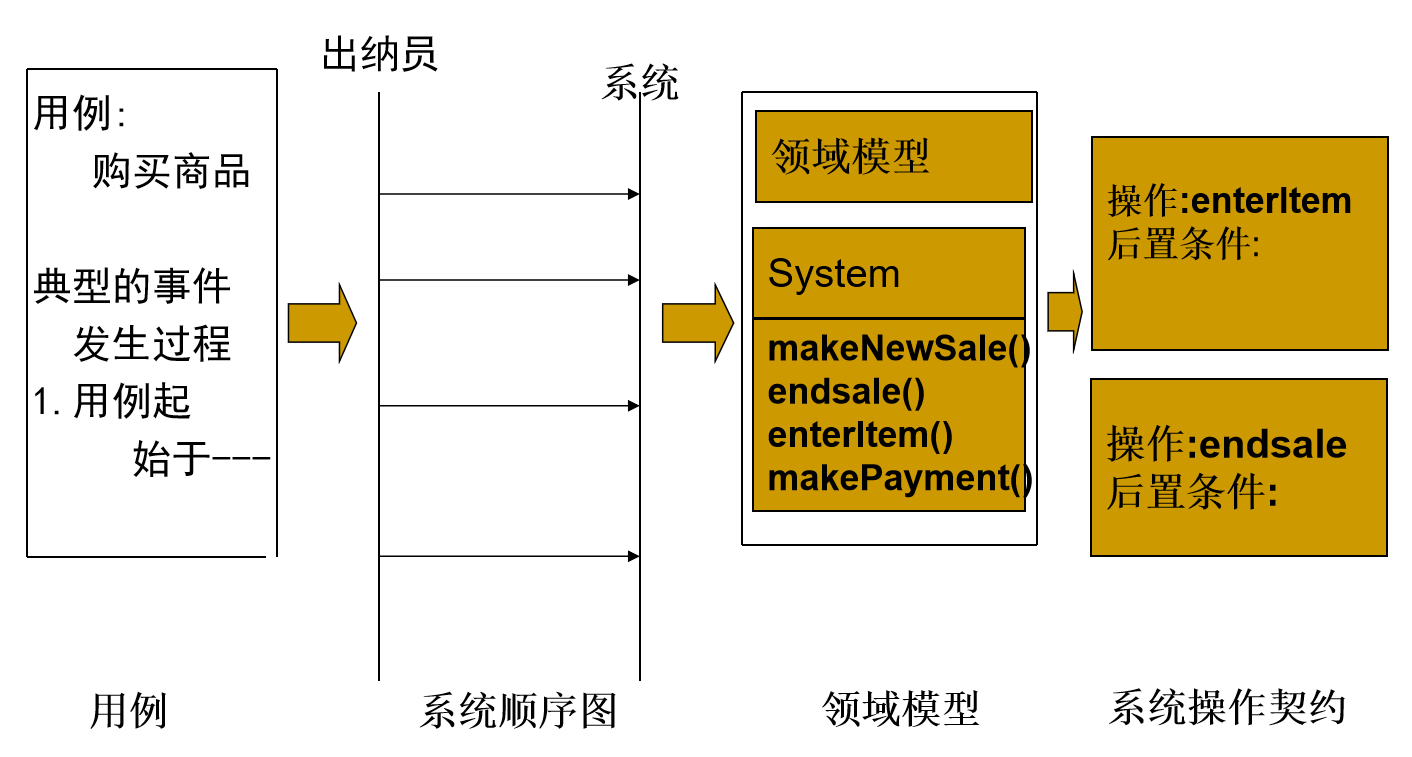 用例:
购买商品
典型的事件
发生过程
1.用例起
始于---
出纳员
系统
领域模型
System
makeNewSale()
endsale()
enterItem()
makePayment()
操作:enterItem
后置条件:
操作:endsale
后置条件:
用例
系统顺序图
领域模型
系统操作契约